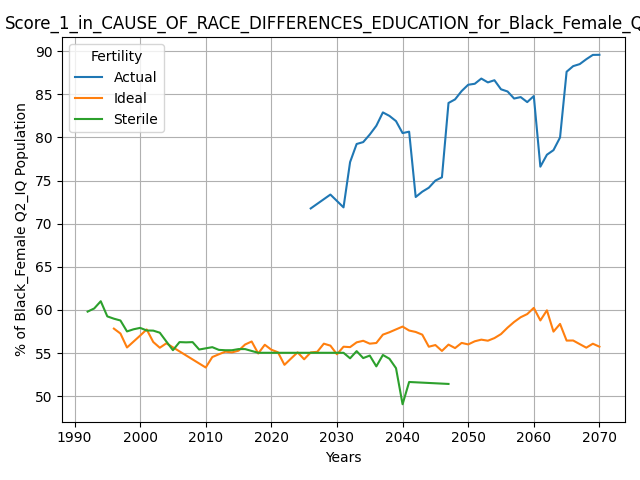 Score_1_in_CAUSE_OF_RACE_DIFFERENCES_EDUCATION_for_Black_Female_Q
Fertility
Actual
Ideal
Sterile
% of Black_Female Q2_IQ Population
90
85
80
75
70
65
60
55
50
1990 2000 2010 2020 2030 2040 2050 2060 2070
Years